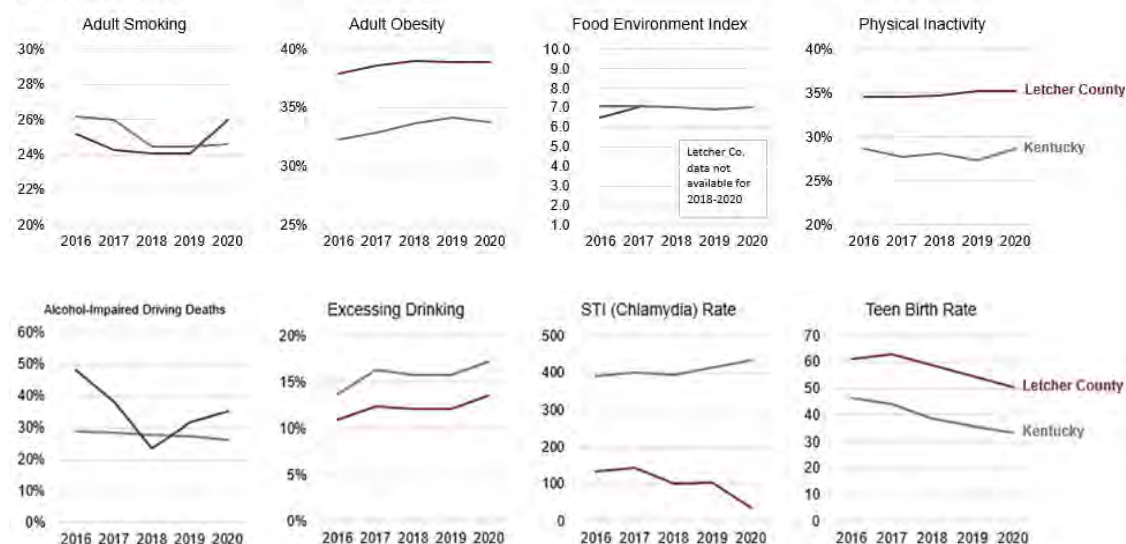 Adult Smoking
30%
28%
26%
24%
22%
20%
2016 2017 2018 2019 2020
Adult Obesity
40%
35%
30%
25%
2016 2017 2018 2019 2020
Food Environment Index
10.0
9.0
8.0
7.0
6.0
5.0
4.0
3.0
2.0
1.0
Letcher Co.
data not
available for
2018-2020
2016 2017 2018 2019 2020
Physical Inactivity
40%
35%
30%
25%
20%
Letcher County
Kentucky
2016 2017 2018 2019 2020
Alcohol-Impaired Driving Deaths
60%
50%
40%
30%
20%
10%
0%
2016 2017 2018 2019 2020
Excessing Drinking
20%
15%
10%
5%
0%
2016 2017 2018 2019 2020
STI (Chlamydia) Rate
500
400
300
200
100
0
2016 2017 2018 2019 2020
Teen Birth Rate
70
60
50
40
30
20
10
0
Letcher County
Kentucky
2016 2017 2018 2019 2020